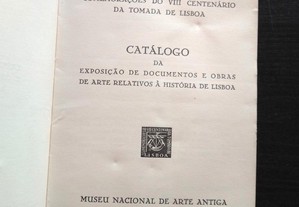 COMEMORAÇÕES DO VIII CENTENÁRIO
DA TOMADA DE LISBOA
CATÁLOGO
DA
EXPOSIÇÃO DE DOCUMENTOS E OBRAS
DE ARTE RELATIVOS À HISTÓRIA DE LISBOA
LISBOA
MUSEU NACIONAL DE ARTE ANTIGA